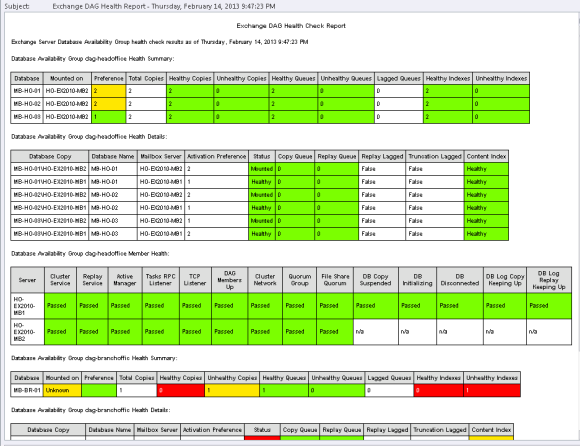 Subject: Exchange DAG Health Report - Thursday, February 14, 2013 9:47:23 PM
Exchange DAG Health Check Report
Exchange Server Database Availability Group health check results as of Thursday, February 14, 2013 9:47:23 PM
Database Availability Group dag-headoffice Health Summary:
Database Mounted on Preference Total Copies Healthy Copies Unhealthy Copies Healthy Queues Unhealthy Queues Lagged Queues Healthy Indexes Unhealthy Indexes
MB-HO-01 HO-EX2010-MB2 2 2 2 0 2 0 0 2 0
MB-HO-02 HO-EX2010-MB2 2 2 2 0 2 0 0 2 0
MB-HO-03 HO-EX2010-MB2 1 2 2 0 2 0 0 2 0
Database Availability Group dag-headoffice Health Details:
Database Copy Database Name Mailbox Server Activation Preference Status Copy Queue Replay Queue Replay Lagged Truncation Lagged Content Index
MB-HO-01\HO-EX2010-MB2 MB-HO-01 HO-EX2010-MB2 2 Mounted 0 0 False False Healthy
MB-HO-01\HO-EX2010-MB1 MB-HO-01 HO-EX2010-MB1 1 Healthy 0 0 False False Healthy
MB-HO-02\HO-EX2010-MB2 MB-HO-02 HO-EX2010-MB2 2 Mounted 0 0 False False Healthy
MB-HO-02\HO-EX2010-MB1 MB-HO-02 HO-EX2010-MB1 1 Healthy 0 0 False False Healthy
MB-HO-03\HO-EX2010-MB2 MB-HO-03 HO-EX2010-MB2 1 Mounted 0 0 False False Healthy
MB-HO-03\HO-EX2010-MB1 MB-HO-03 HO-EX2010-MB1 2 Healthy 0 0 False False Healthy
Database Availability Group dag-headoffice Member Health:
Server Cluster Service Replay Service Active Manager Tasks RPC Listener TCP Listener DAG Members Up Cluster Network Quorum Group File Share Quorum DB Copy Suspended DB Initializing DB Disconnected DB Log Copy Keeping Up DB Log Replay Keeping Up
HO-EX2010-MB1 Passed Passed Passed Passed Passed Passed Passed Passed Passed Passed Passed Passed Passed Passed
HO-EX2010-MB2 Passed Passed Passed Passed Passed Passed Passed Passed Passed n/a n/a n/a n/a n/a
Database Availability Group dag-branchoffic Health Summary:
Database Mounted on Preference Total Copies Healthy Copies Unhealthy Copies Healthy Queues Unhealthy Queues Lagged Queues Healthy Indexes Unhealthy Indexes
MB-BR-01 Unknown 1 0 1 1 0 0 0 1
Database Availability Group dag-branchoffic Health Details:
Database Copy Database Name Mailbox Server Activation Preference Status Copy Queue Replay Queue Replay Lagged Truncation Lagged Content Index